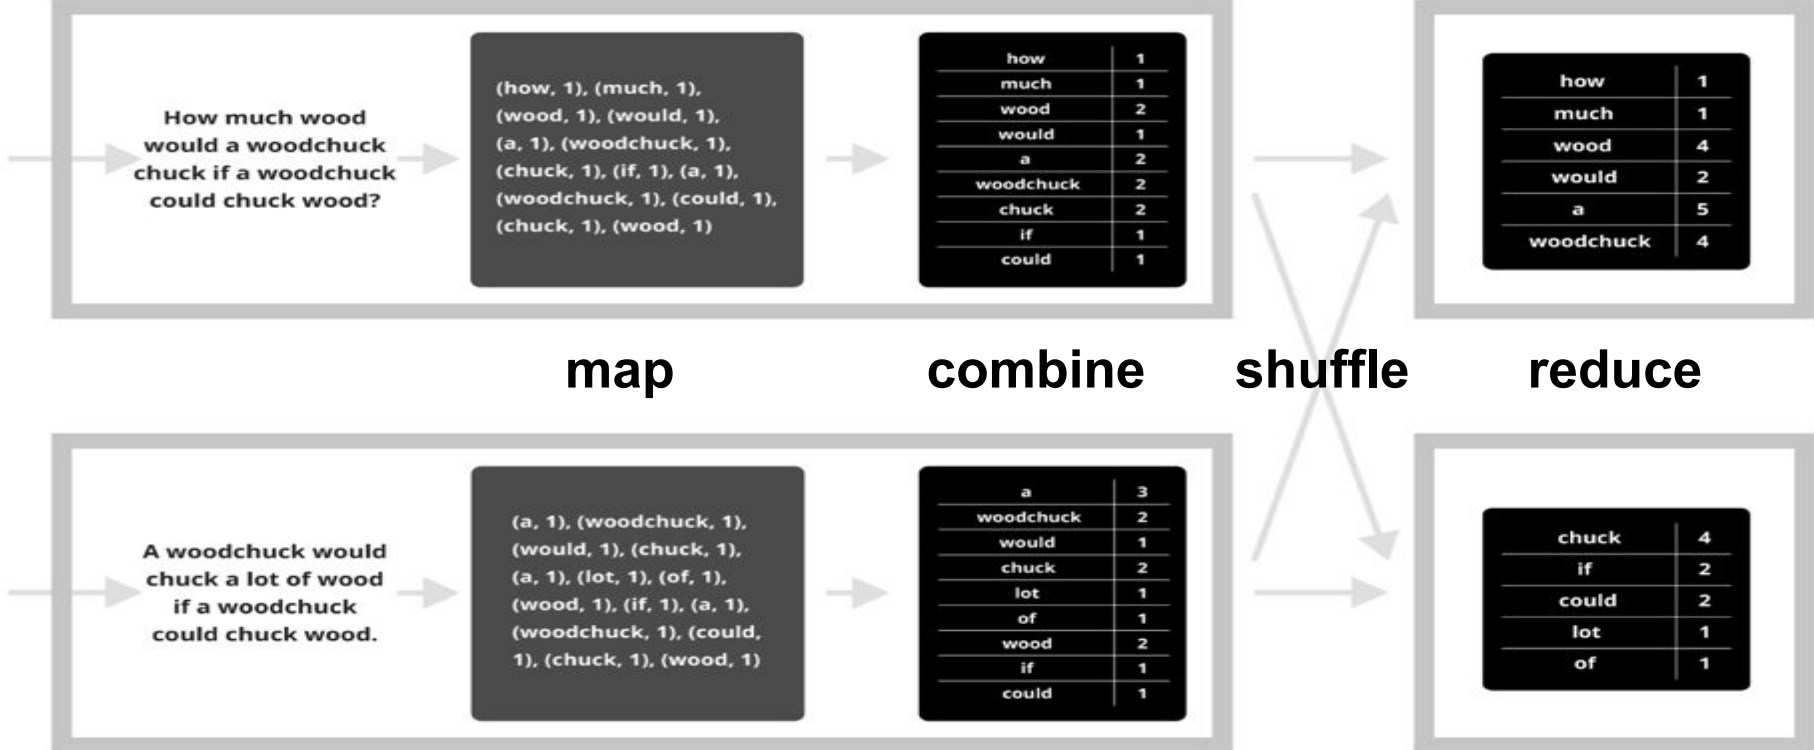 How much wood
would a woodchuck
chuck if a woodchuck
could chuck wood?
(how, 1), (much, 1),
(wood, 1), (would, 1),
(a, 1), (woodchuck, 1),
(chuck, 1), (if, 1), (a, 1),
(woodchuck, 1), (could, 1),
(chuck, 1), (wood, 1)
how 1
much 1
wood 2
would 1
a 2
woodchuck 2
chuck 2
if 1
could 1
how 1
much 1
wood 4
would 2
a 5
woodchuck 4
map combine shuffle reduce
A woodchuck would
chuck a lot of wood
if a woodchuck
could chuck wood.
(a, 1), (woodchuck, 1),
(would, 1), (chuck, 1),
(a, 1), (lot, 1), (of, 1),
(wood, 1), (if, 1), (a, 1),
(woodchuck, 1), (could,
1), (chuck, 1), (wood, 1)
a 3
woodchuck 2
would 1
chuck 2
lot 1
of 1
wood 2
if 1
could 1
chuck 4
if 2
could 2
lot 1
of 1